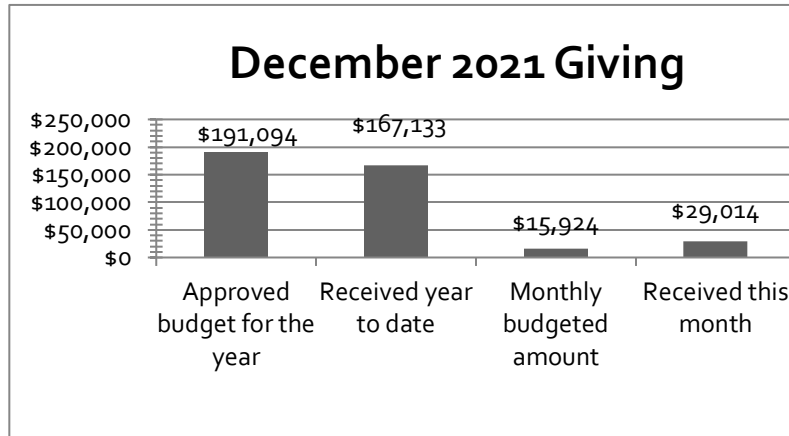 December 2021 Giving
$250,000
$200,000
$150,000
$100,000
$50,000
$0
$191,094
$167,133
$15,924
$29,014
Approved
budget for the
year
Received year
to date
Monthly
budgeted
amount
Received this
month